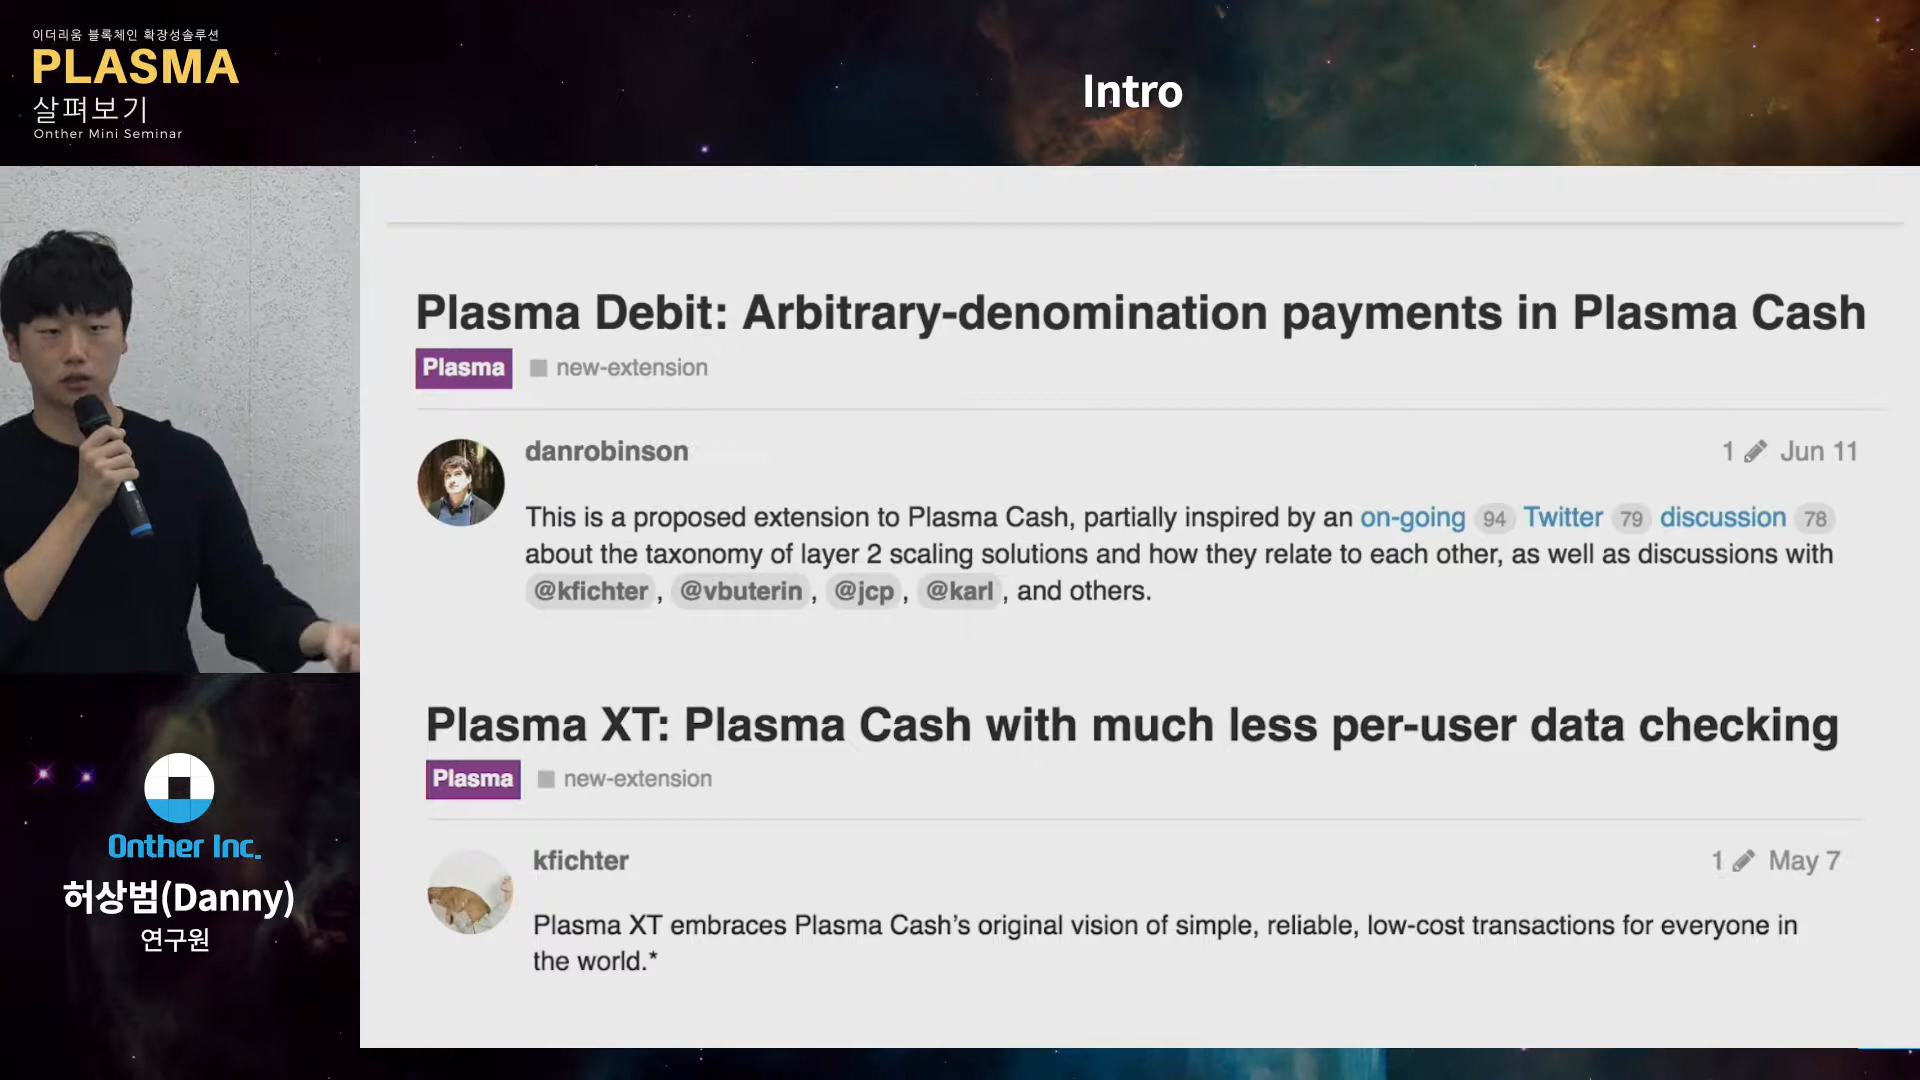 이더리움 블록체인 확장성솔루션
PLASMA
살펴보기
Onther Mini Seminar
Intro
Plasma Debit: Arbitrary-denomination payments in Plasma Cash
Plasma new-extension
danrobinson 1 Jun 11
This is a proposed extension to Plasma Cash, partially inspired by an on-going 94 Twitter 79 discussion 78
about the taxonomy of layer 2 scaling solutions and how they relate to each other, as well as discussions with
@kfichter, @vbuterin, @jcp, @karl, and others.
Plasma XT: Plasma Cash with much less per-user data checking
Plasma new-extension
kfichter 1 May 7
Plasma XT embraces Plasma Cash’s original vision of simple, reliable, low-cost transactions for everyone in
the world.*
Onther Inc.
허상범(Danny)
연구원